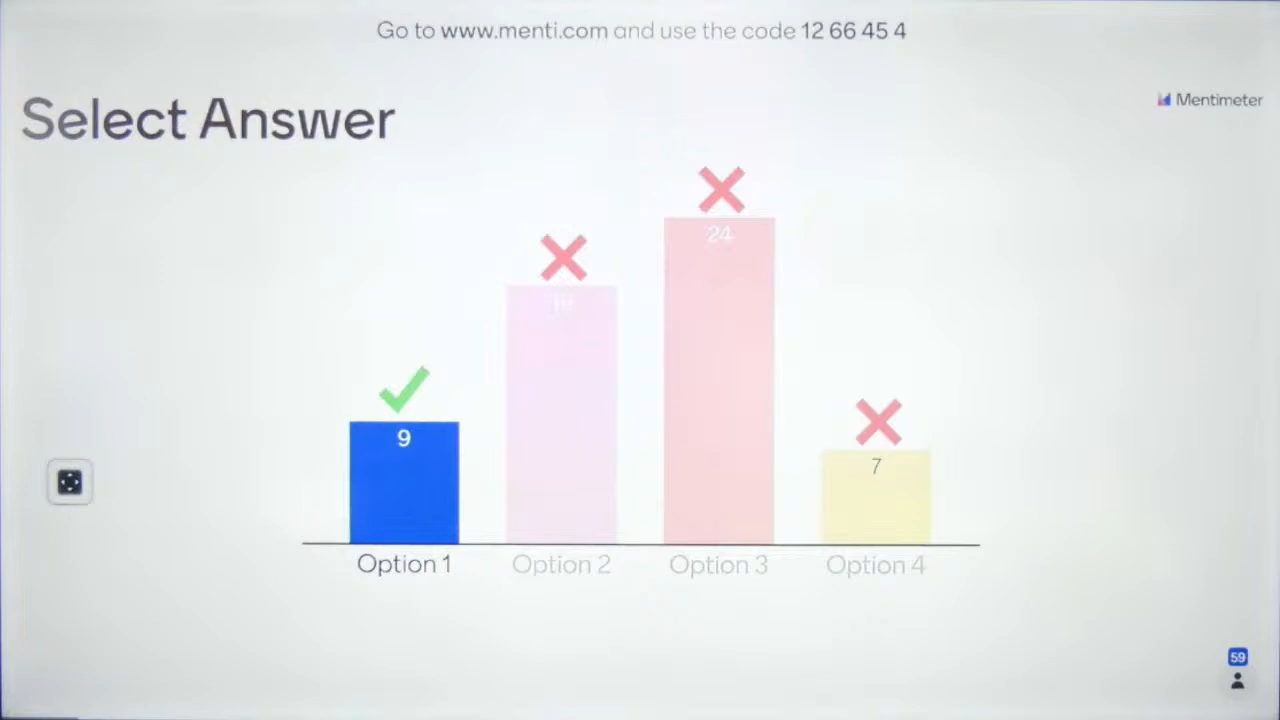 Go to www.menti.com and use the code 12 66 45 4
Mentimeter
Select Answer
24
9
7
Option 1
Option 2
Option 3
Option 4
59